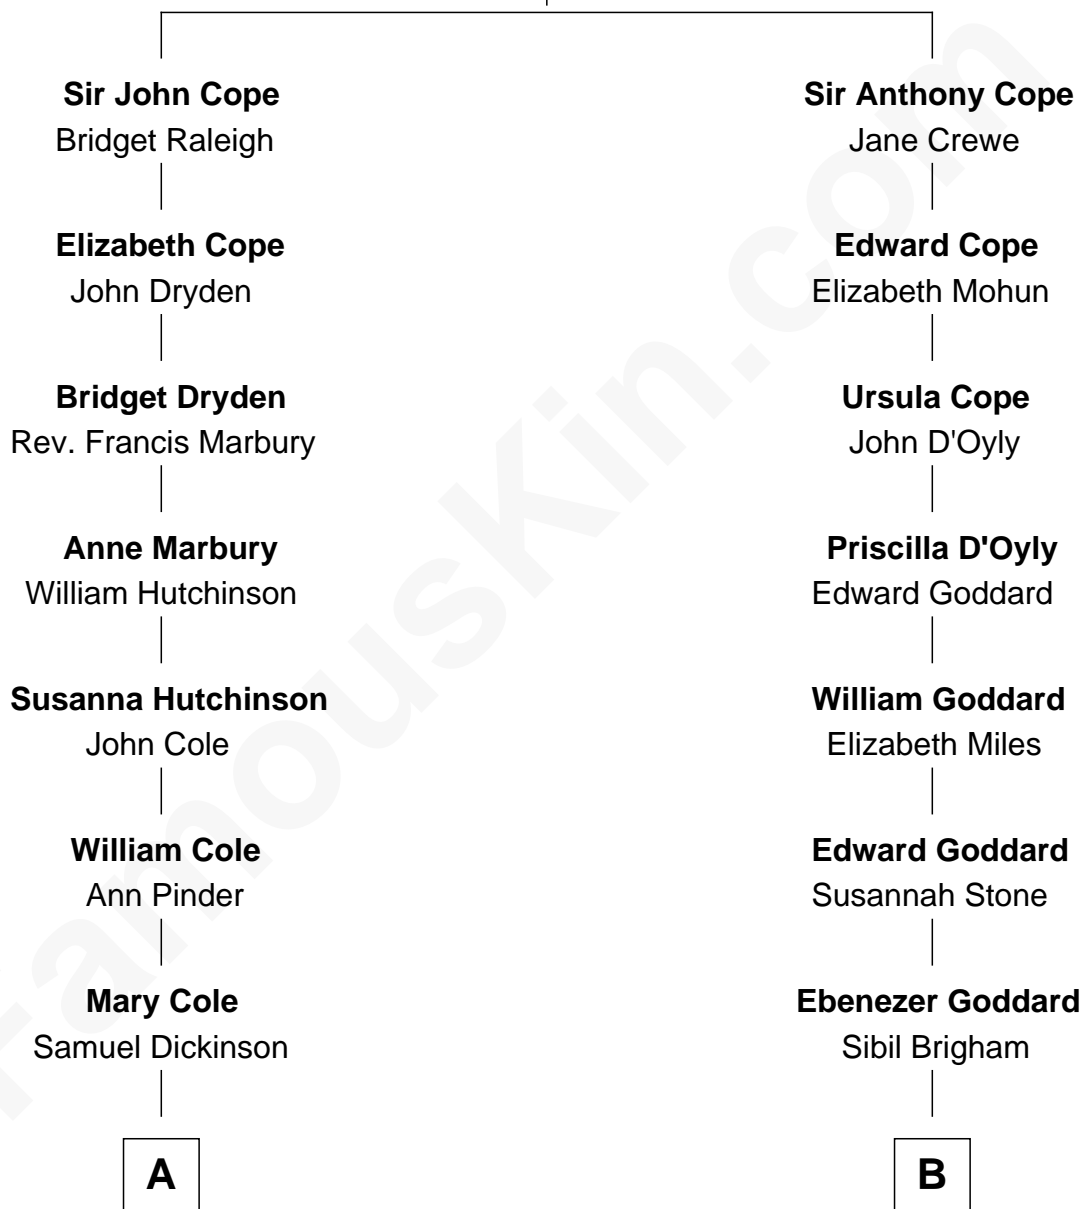 Sir John Cope
Bridget Raleigh
Elizabeth Cope
John Dryden
Bridget Dryden
Rev. Francis Marbury
Anne Marbury
William Hutchinson
Susanna Hutchinson
John Cole
William Cole
Ann Pinder
Mary Cole
Samuel Dickinson
A
Sir Anthony Cope
Jane Crewe
Edward Cope
Elizabeth Mohun
Ursula Cope
John D'Oyly
Priscilla D'Oyly
Edward Goddard
William Goddard
Elizabeth Miles
Edward Goddard
Susannah Stone
Ebenezer Goddard
Sibil Brigham
B
FamousKin.com